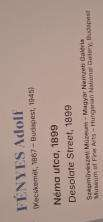 FÉNYES Adolf
(Kecskemét, 1867 – Budapest, 1945)
Néma utca, 1899
Desolate Street, 1899
Szépművészeti Múzeum – Magyar Nemzeti Galéria
Museum of Fine Arts – Hungarian National Gallery, Budapest